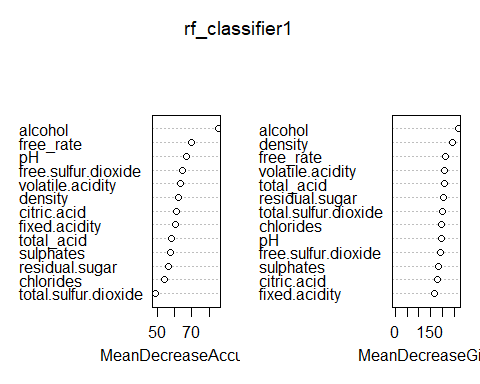 rf_classifier1
alcohol
free_rate
pH
free.sulfur.dioxide
volatile.acidity
density
citric.acid
fixed.acidity
total_acid
sulphates
residual.sugar
chlorides
total.sulfur.dioxide
50 70
MeanDecreaseAccu
alcohol
density
free_rate
volatile.acidity
total_acid
residual.sugar
total.sulfur.dioxide
chlorides
pH
free.sulfur.dioxide
sulphates
citric.acid
fixed.acidity
0 150
MeanDecreaseGi